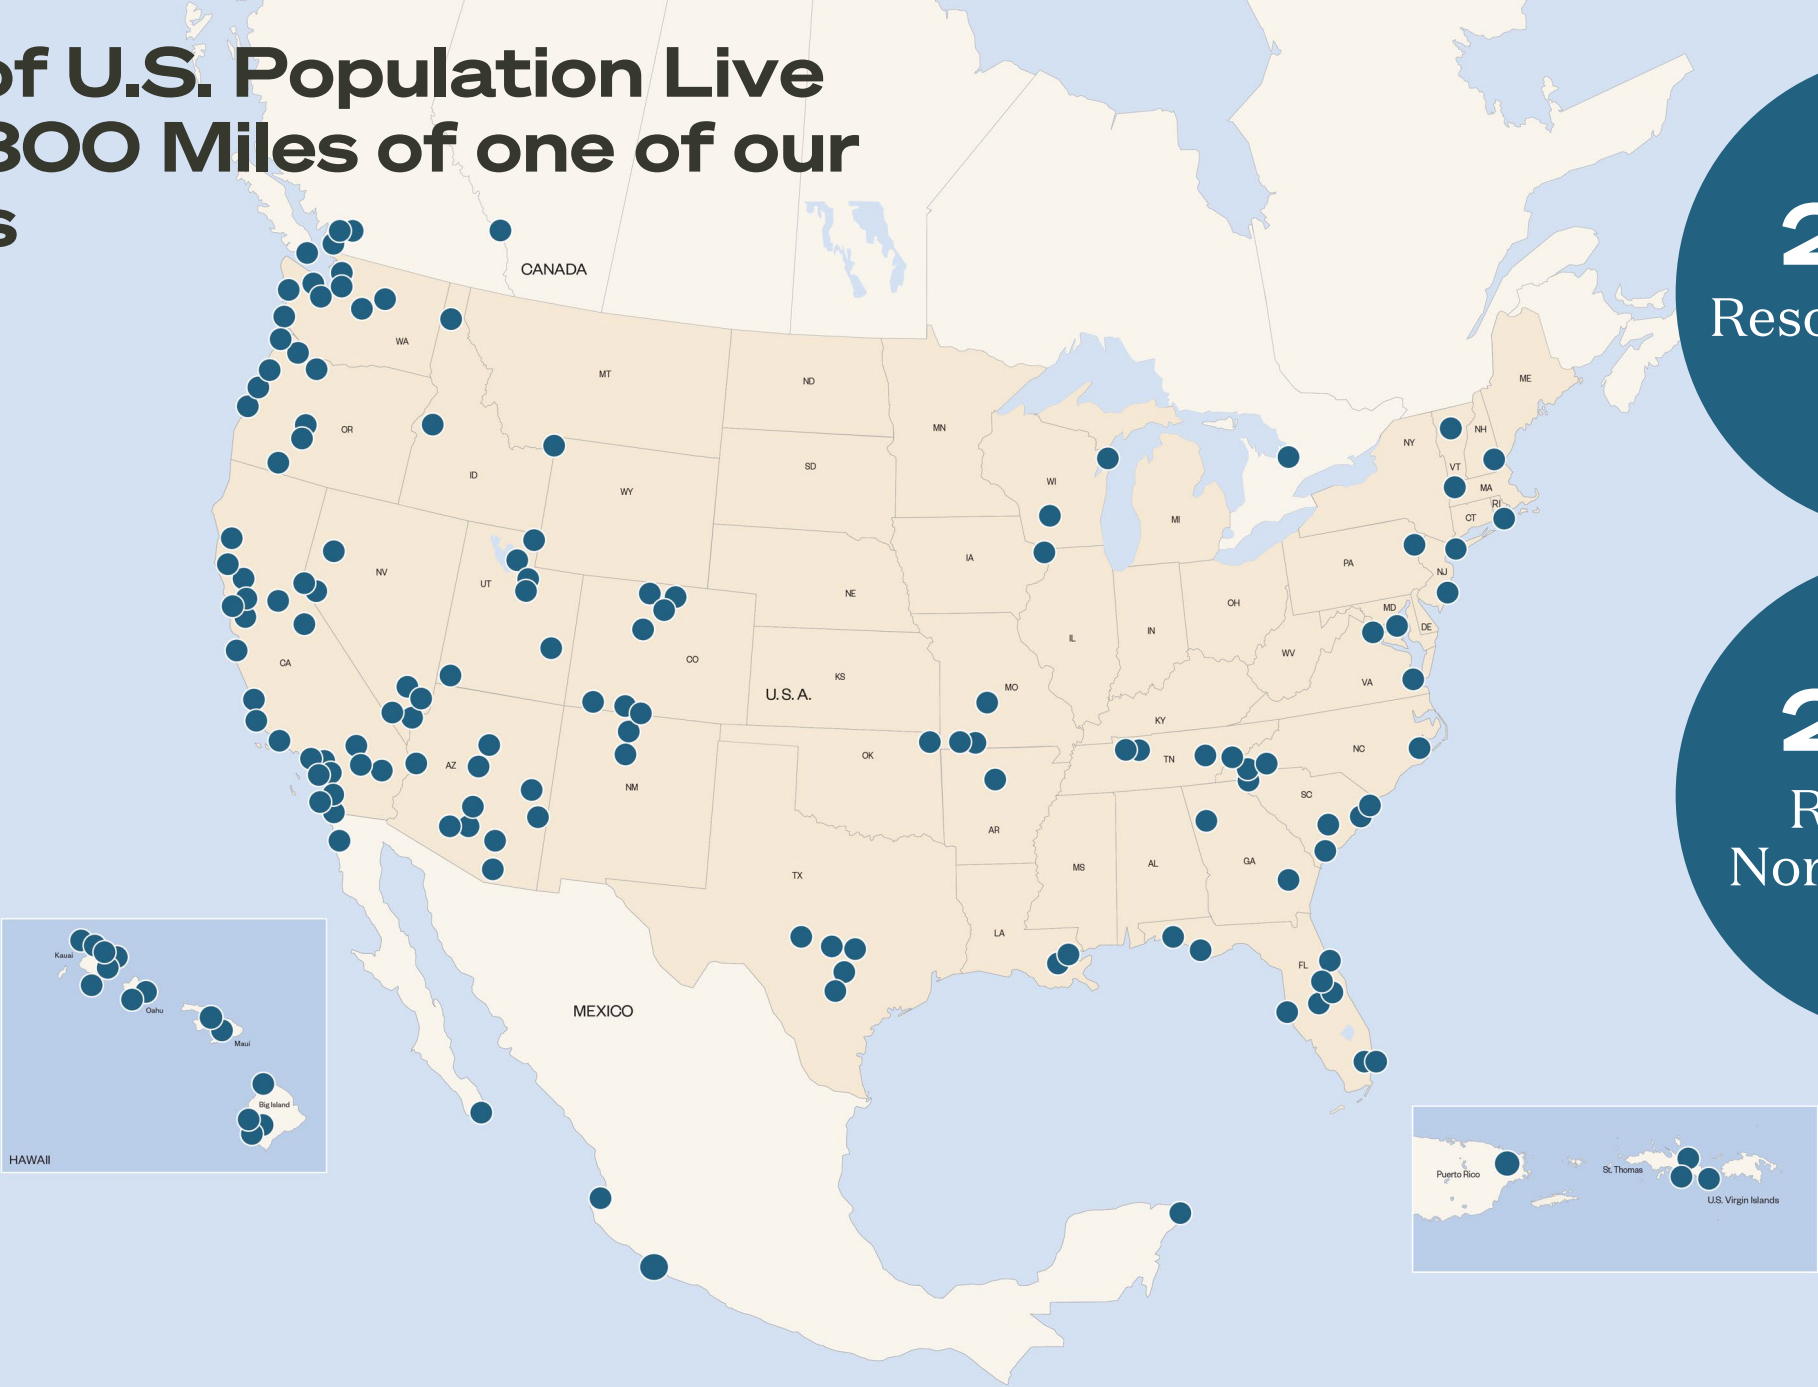 of U.S. Population Live
300 Miles of one of our
s
2
Reso
2
R
Nor
CANADA
WA
MT
ND
MN
ME
OR
ID
SD
WI
NY
NH
VT
MA
RI
CT
WY
MI
IA
NE
PA
NJ
NV
UT
OH
MD
DE
IL
IN
WV
CA
CO
KS
MO
VA
U.S.A.
KY
AZ
OK
TN
NC
NM
AR
SC
TX
MS
AL
GA
LA
FL
MEXICO
Kauai
Oahu
Maui
Big Island
HAWAII
Puerto Rico
St. Thomas
U.S. Virgin Islands